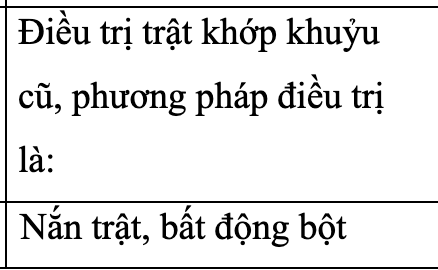 Điều trị trật khớp khuỷu
cũ, phương pháp điều trị
là:
Nắn trật, bất động bột